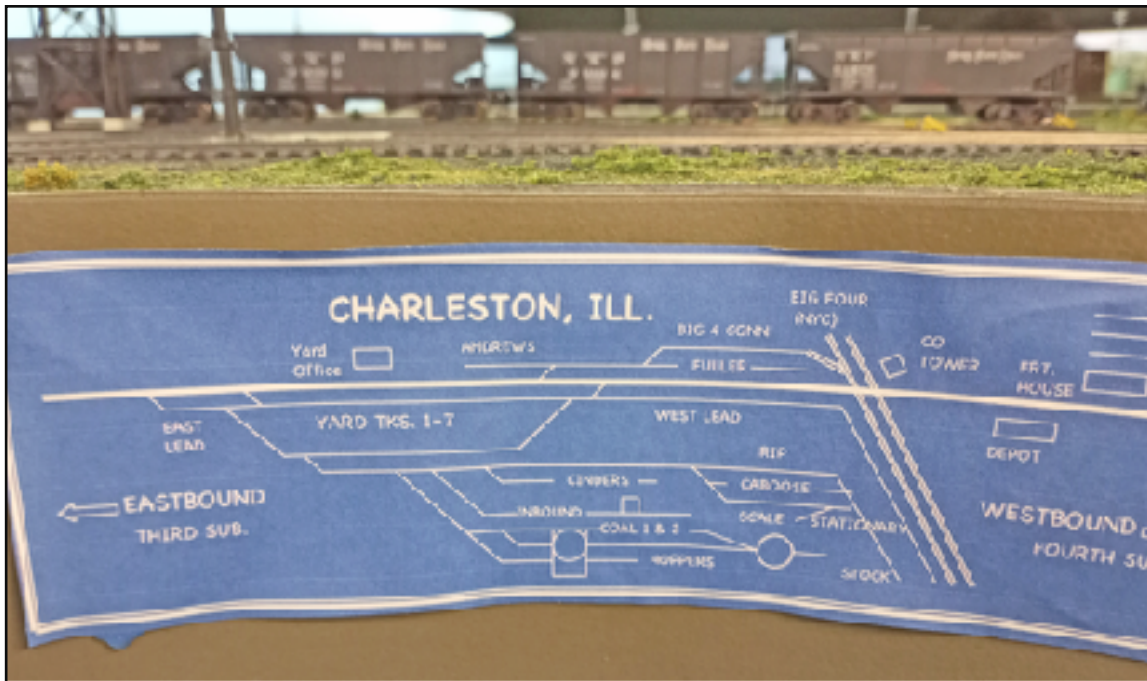 CHARLESTON, ILL.
BIG FOUR
(NYC)
BIG 4 CONN
ANDREWS
Yard
Office
FULLER
CO
TOWER
FRT.
HOUSE
EAST
LEAD
YARD TKS. 1-7
WEST LEAD
DEPOT
RIP
CINDERS
CABOOSE
EASTBOUND
THIRD SUB.
INBOUND
COAL 1 & 2
SCALE
STATIONARY
WESTBOUND
FOURTH SU
HOPPERS
STOCK